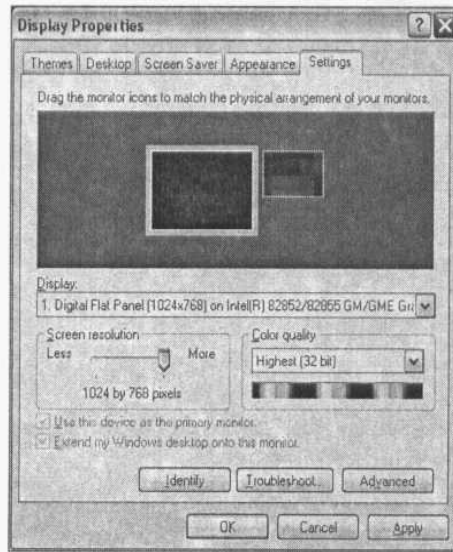 Display Properties
Themes Desktop Screen Saver Appearance Settings
Drag the monitor icons to match the physical arrangement of your monitors.
Display:
1. Digital Flat Panel (1024x768) on Intel(R) 82852/82855 GM/GME Gra
Screen resolution
Less More
1024 by 768 pixels
Color quality
Highest (32 bit)
Use this device as the primary monitor.
Extend my Windows desktop onto this monitor.
Identify Troubleshoot... Advanced
OK Cancel Apply